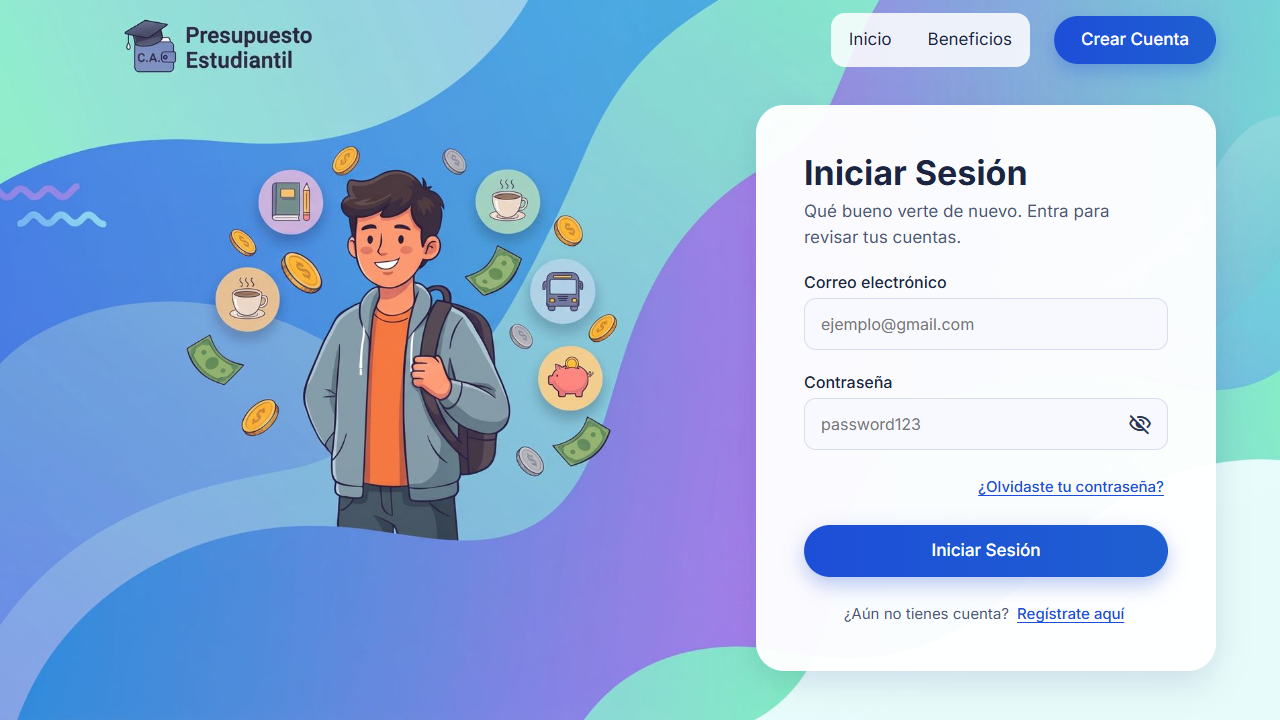 C.A.
Presupuesto
Estudiantil
Inicio
Beneficios
Crear Cuenta
Iniciar Sesión
Qué bueno verte de nuevo. Entra para
revisar tus cuentas.
Correo electrónico
ejemplo@gmail.com
Contraseña
password123
¿Olvidaste tu contraseña?
Iniciar Sesión
¿Aún no tienes cuenta? Regístrate aquí